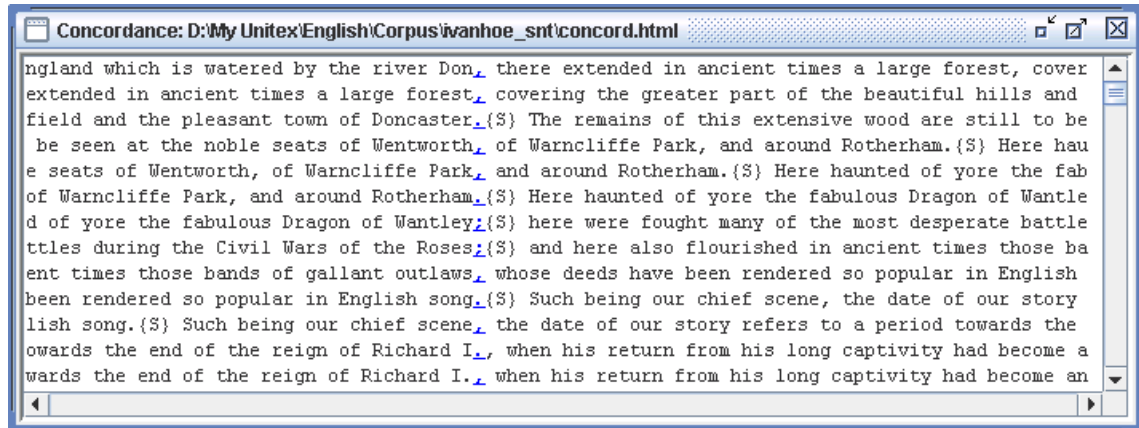 Concordance: D:\My Unitex\English\Corpus\ivanhoe_snt\concord.html
ngland which is watered by the river Don, there extended in ancient times a large forest, cover
extended in ancient times a large forest, covering the greater part of the beautiful hills and
field and the pleasant town of Doncaster.{S} The remains of this extensive wood are still to be
be seen at the noble seats of Wentworth, of Warncliffe Park, and around Rotherham.{S} Here hau
e seats of Wentworth, of Warncliffe Park, and around Rotherham.{S} Here haunted of yore the fab
of Warncliffe Park, and around Rotherham.{S} Here haunted of yore the fabulous Dragon of Wantle
d of yore the fabulous Dragon of Wantley;{S} here were fought many of the most desperate battle
ttles during the Civil Wars of the Roses;{S} and here also flourished in ancient times those ba
ent times those bands of gallant outlaws, whose deeds have been rendered so popular in English
been rendered so popular in English song.{S} Such being our chief scene, the date of our story
lish song.{S} Such being our chief scene, the date of our story refers to a period towards the
owards the end of the reign of Richard I., when his return from his long captivity had become a
wards the end of the reign of Richard I., when his return from his long captivity had become an